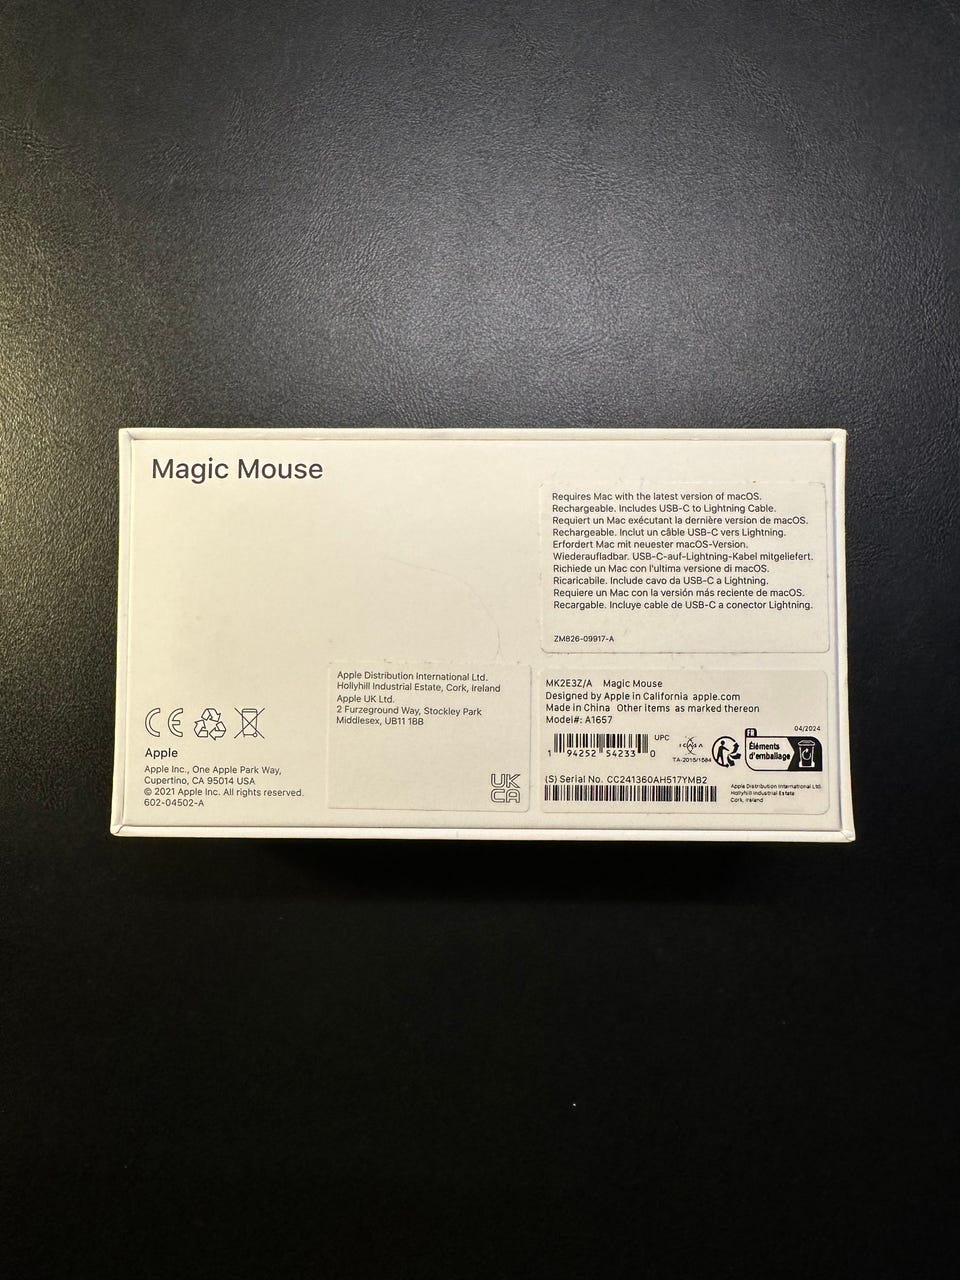 Magic Mouse
Requires Mac with the latest version of macOS.
Rechargeable. Includes USB-C to Lightning Cable.
Requiert un Mac exécutant la dernière version de macOS.
Rechargeable. Inclut un câble USB-C vers Lightning.
Erfordert Mac mit neuester macOS-Version.
Wiederaufladbar. USB-C-auf-Lightning-Kabel mitgeliefert.
Richiede un Mac con l'ultima versione di macOS.
Ricaricabile. Include cavo da USB-C a Lightning.
Requiere un Mac con la versión más reciente de macOS.
Recargable. Incluye cable de USB-C a conector Lightning.
ZM826-09917-A
Apple Distribution International Ltd.
Hollyhill Industrial Estate, Cork, Ireland
Apple UK Ltd.
2 Furzeground Way, Stockley Park
Middlesex, UB11 1BB
UK
CA
CE
Apple
Apple Inc., One Apple Park Way,
Cupertino, CA 95014 USA
© 2021 Apple Inc. All rights reserved.
602-04502-A
MK2E3Z/A Magic Mouse
Designed by Apple in California apple.com
Made in China Other items as marked thereon
Model#: A1657
04/2024
UPC
1 94252 54233 0
ICASA
TA-2015/1584
FR
Éléments
d'emballage
(S) Serial No. CC241360AH517YMB2
Apple Distribution International Ltd.
Hollyhill Industrial Estate
Cork, Ireland